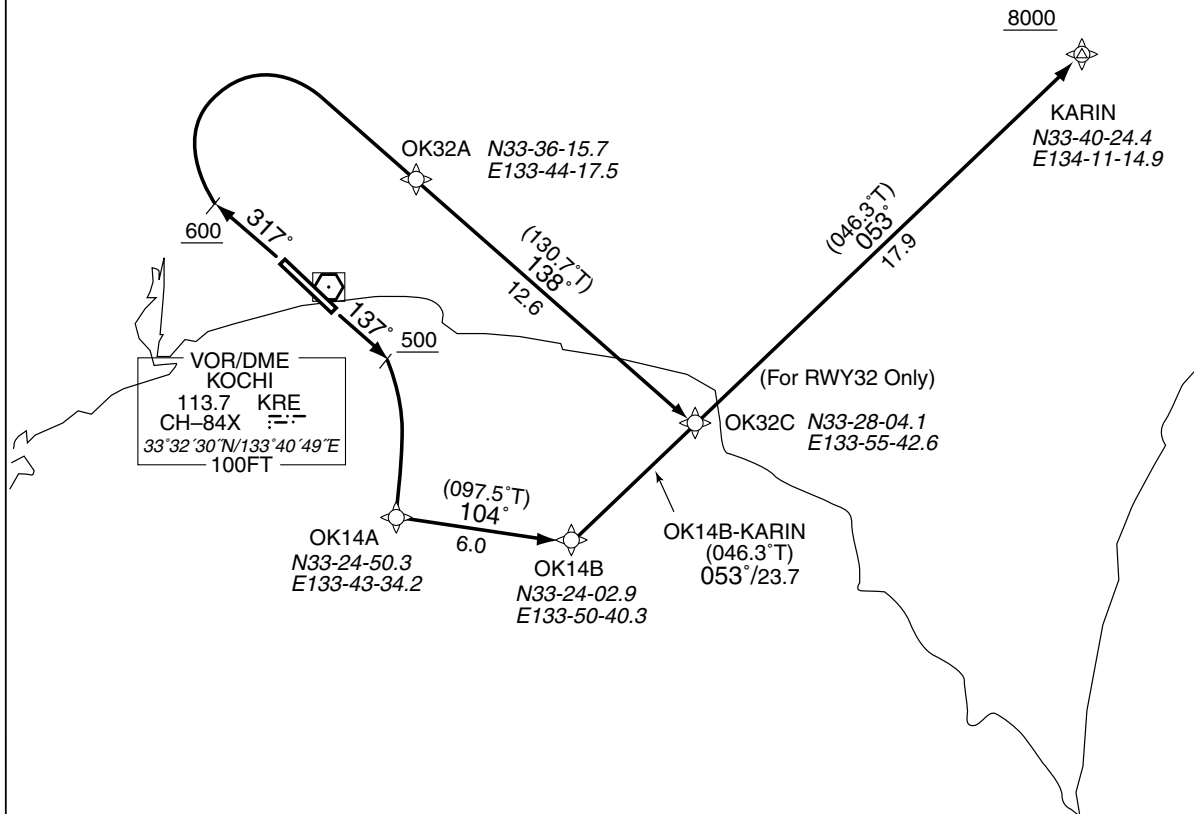 8000
KARIN
N33-40-24.4
E134-11-14.9
OK32A N33-36-15.7
E133-44-17.5
(046.3°T)
053°
17.9
317°
600
(130.7°T)
138°
12.6
137°
500
VOR/DME
KOCHI
113.7 KRE
CH–84X
33°32´30˝N/133°40´49˝E
100FT
(For RWY32 Only)
OK32C N33-28-04.1
E133-55-42.6
(097.5°T)
104°
6.0
OK14A
N33-24-50.3
E133-43-34.2
OK14B
N33-24-02.9
E133-50-40.3
OK14B-KARIN
(046.3°T)
053°/23.7